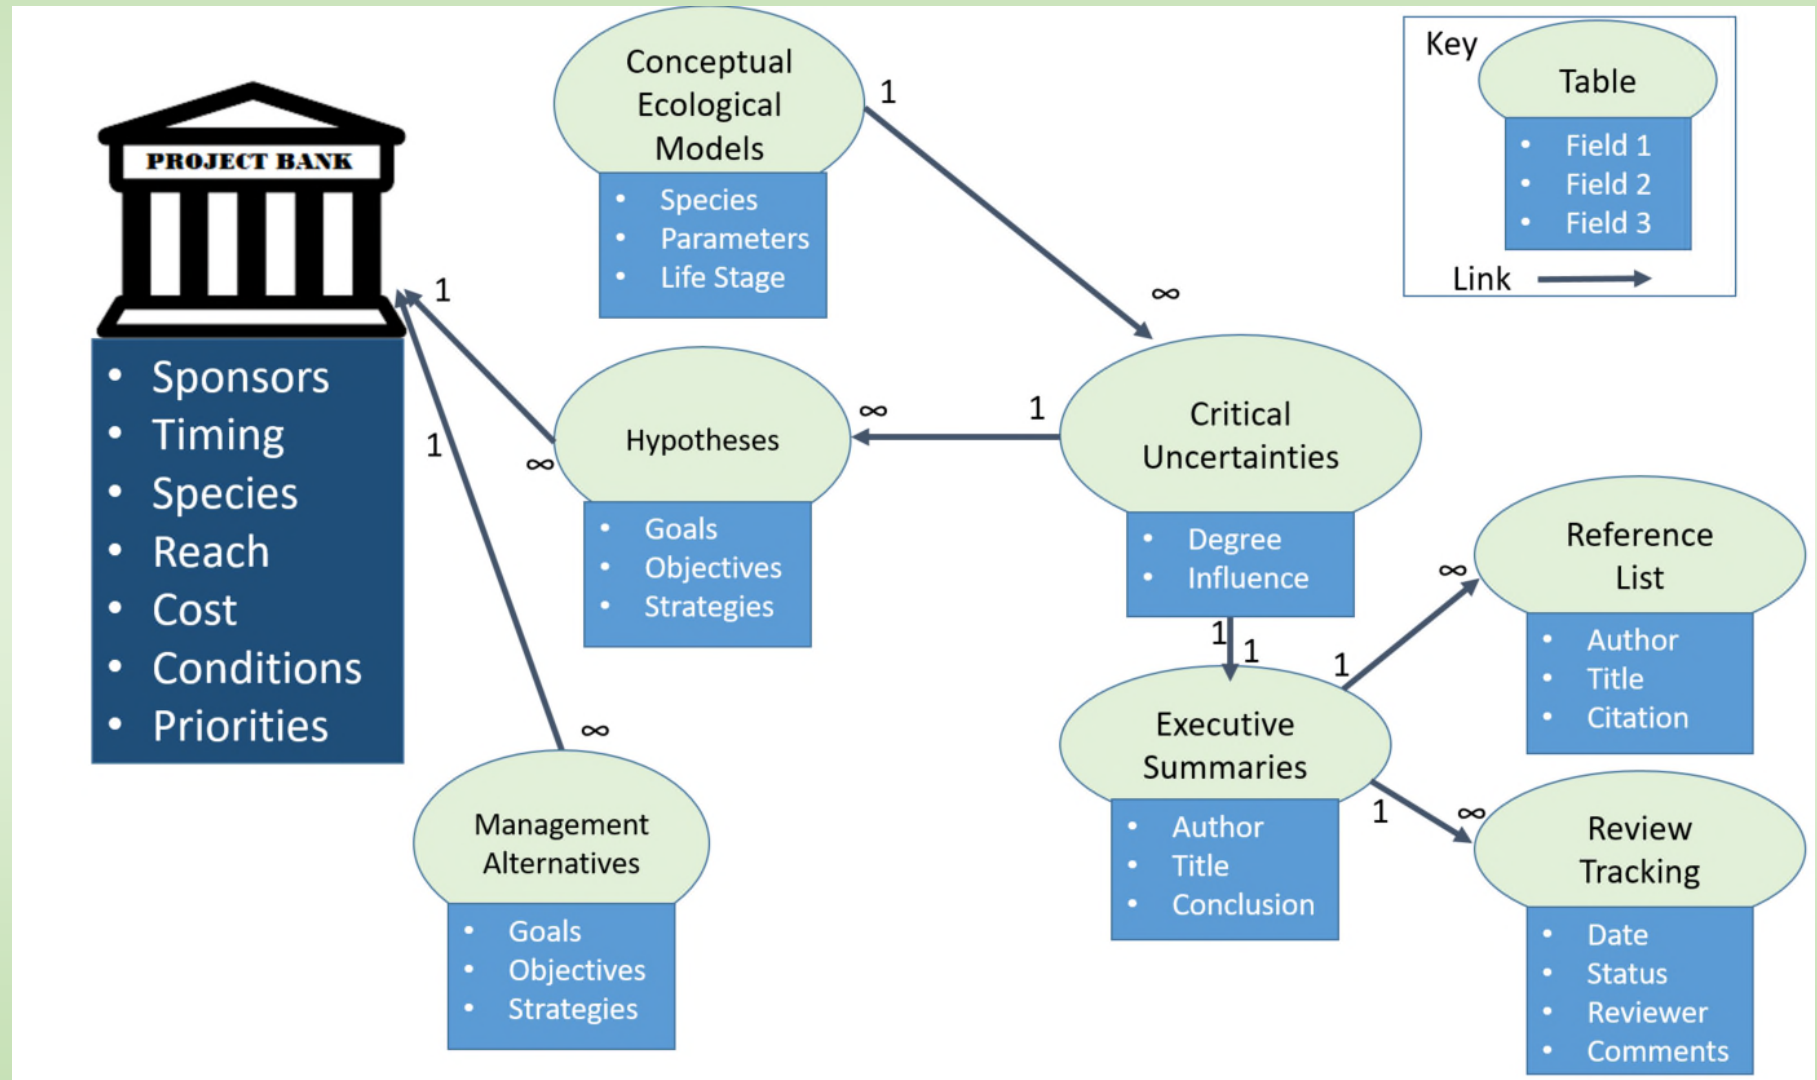 PROJECT BANK
• Sponsors
• Timing
• Species
• Reach
• Cost
• Conditions
• Priorities
Conceptual
Ecological
Models
• Species
• Parameters
• Life Stage
1
∞
Key
Table
• Field 1
• Field 2
• Field 3
Link
1
∞
Hypotheses
• Goals
• Objectives
• Strategies
∞
1
Critical
Uncertainties
• Degree
• Influence
1
∞
Management
Alternatives
• Goals
• Objectives
• Strategies
1
1
Executive
Summaries
• Author
• Title
• Conclusion
1
∞
Reference
List
• Author
• Title
• Citation
1
∞
Review
Tracking
• Date
• Status
• Reviewer
• Comments